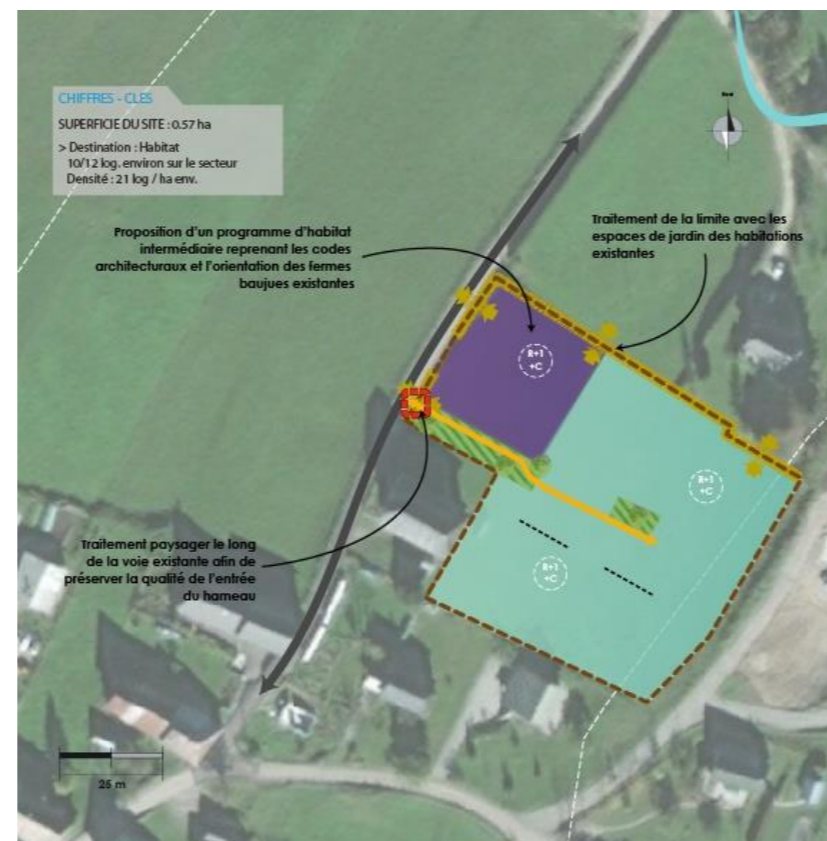 CHIFFRES - CLES
SUPERFICIE DU SITE : 0.57 ha
> Destination : Habitat
10/12 log. environ sur le secteur
Densité : 21 log / ha env.
Proposition d'un programme d'habitat
intermédiaire reprenant les codes
architecturaux et l'orientation des fermes
baujues existantes
Traitement de la limite avec les
espaces de jardin des habitations
existantes
R+1
+C
R+1
+C
R+1
+C
Traitement paysager le long
de la voie existante afin de
préserver la qualité de l'entrée
du hameau
25 m